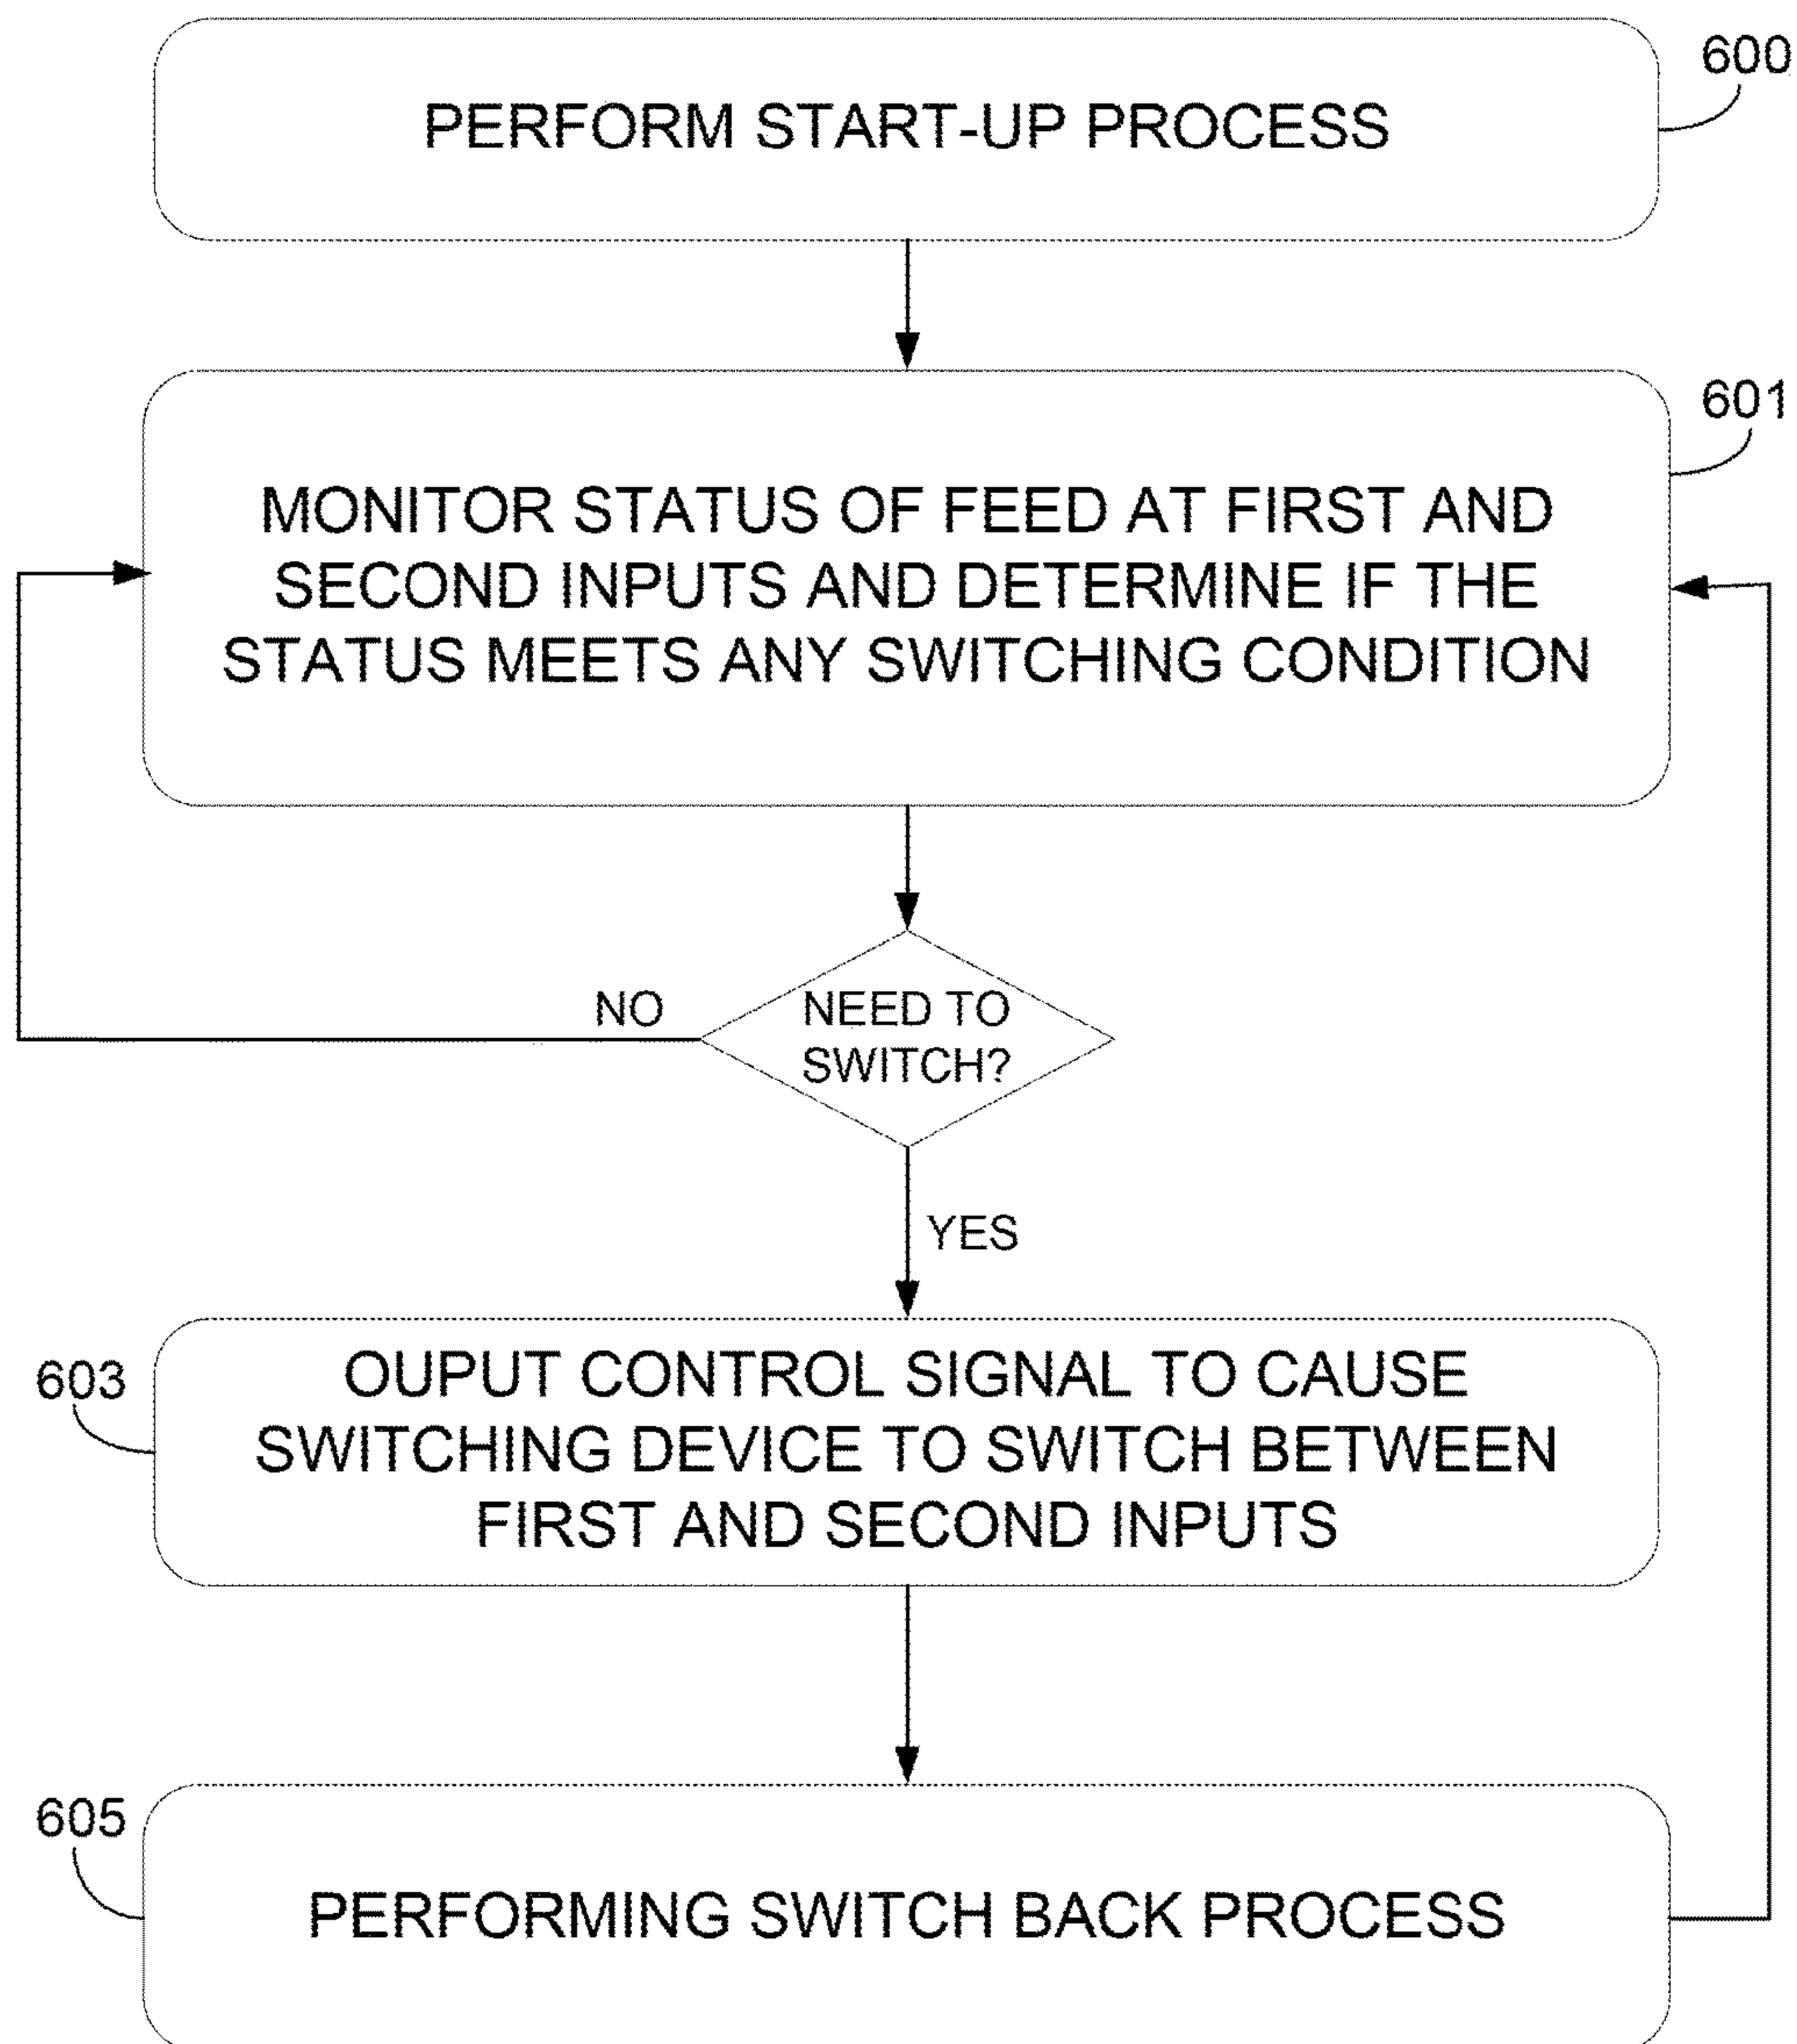 PERFORM START-UP PROCESS
600
601
MONITOR STATUS OF FEED AT FIRST AND
SECOND INPUTS AND DETERMINE IF THE
STATUS MEETS ANY SWITCHING CONDITION
NO
NEED TO
SWITCH?
YES
603
OUPUT CONTROL SIGNAL TO CAUSE
SWITCHING DEVICE TO SWITCH BETWEEN
FIRST AND SECOND INPUTS
605
PERFORMING SWITCH BACK PROCESS